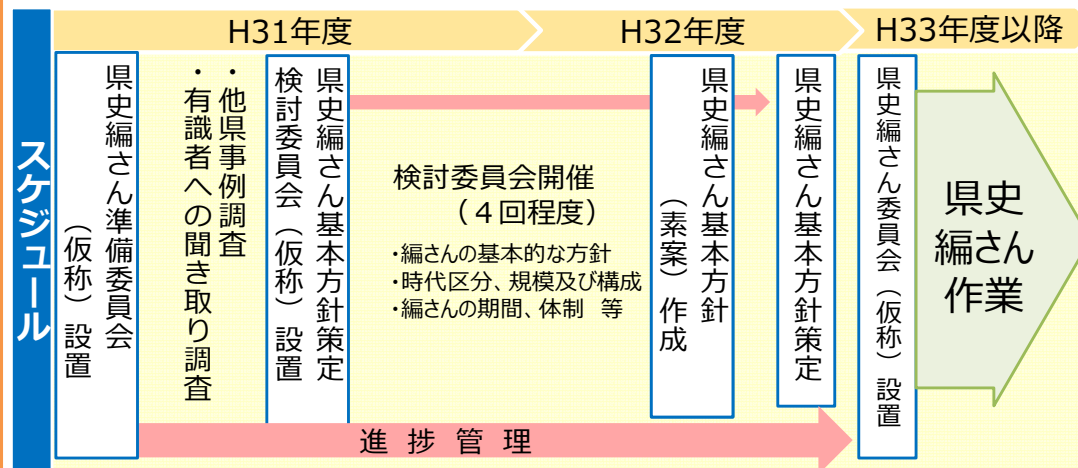 スケジュール
H31年度
H32年度
H33年度以降
県史編さん準備委員会
（仮称）設置
・他県事例調査
・有識者への聞き取り調査
県史編さん基本方針策定
検討委員会（仮称）設置
検討委員会開催
（４回程度）
・編さんの基本的な方針
・時代区分、規模及び構成
・編さんの期間、体制　等
県史編さん基本方針
（素案）作成
県史編さん基本方針策定
県史編さん委員会（仮称）設置
県史
編さん
作業
進捗管理